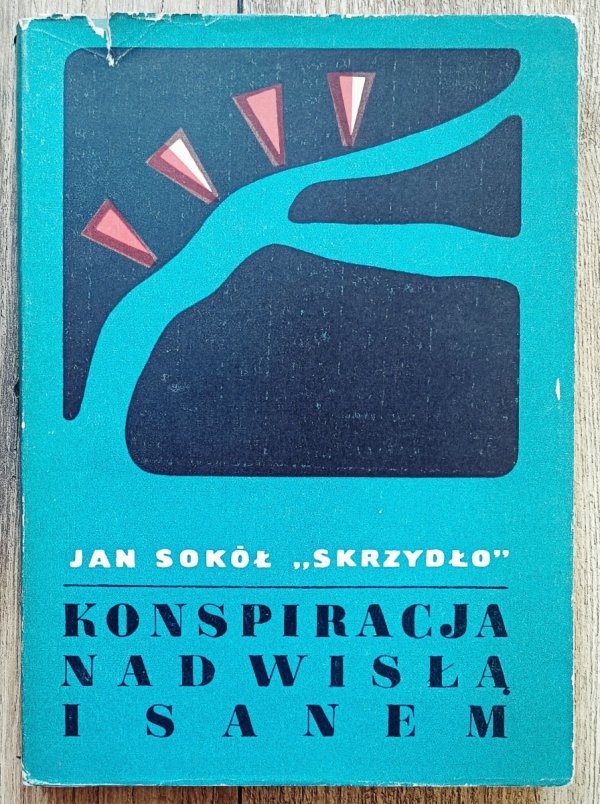 JAN SOKÓŁ „SKRZYDŁO”
KONSPIRACJA
NAD WISŁĄ
I SANEM